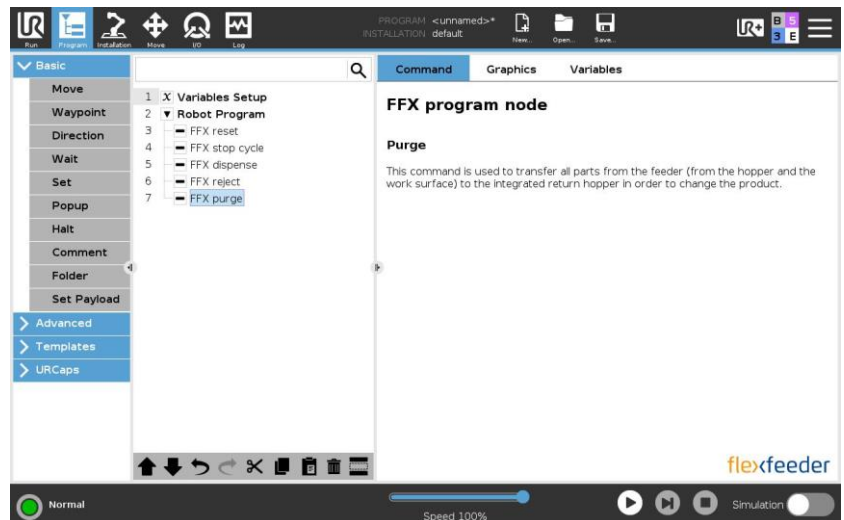 PROGRAM <unnamed>*
INSTALLATION default
Run
Program
Installation
Move
I/O
Log
New...
Open...
Save...
UR+
B 5
3 E
Basic
Move
Waypoint
Direction
Wait
Set
Popup
Halt
Comment
Folder
Set Payload
Advanced
Templates
URCaps
1 X Variables Setup
2 Robot Program
3 FFX reset
4 FFX stop cycle
5 FFX dispense
6 FFX reject
7 FFX purge
Command Graphics Variables
FFX program node
Purge
This command is used to transfer all parts from the feeder (from the hopper and the
work surface) to the integrated return hopper in order to change the product.
flexfeeder
Normal
Speed 100%
Simulation